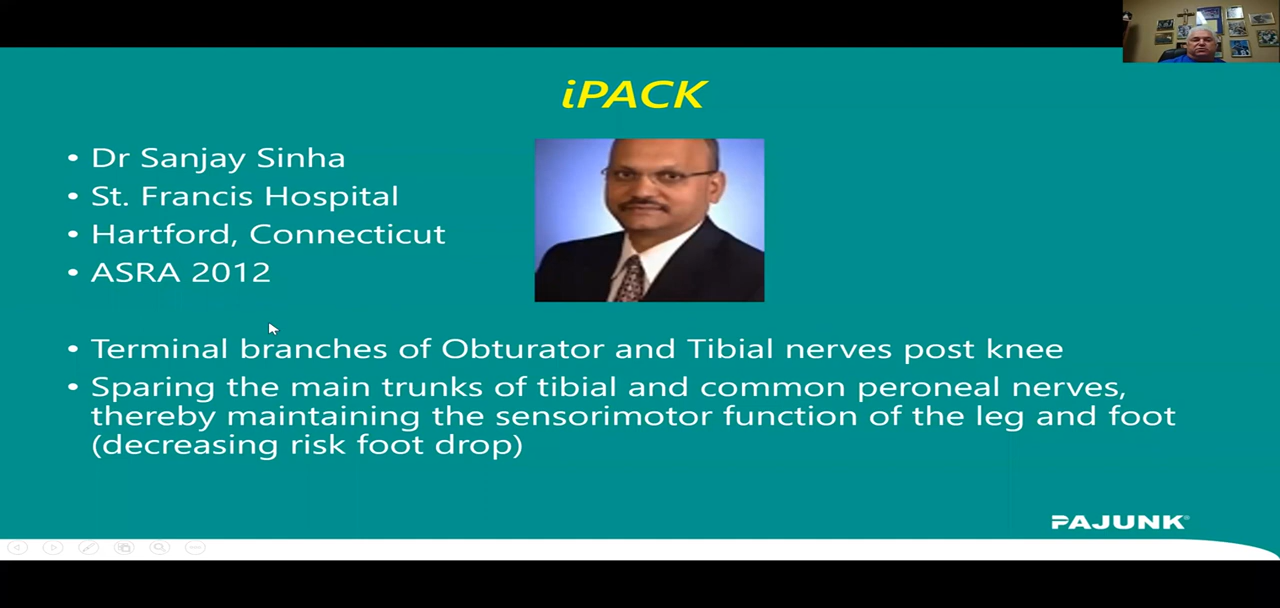 iPACK
• Dr Sanjay Sinha
• St. Francis Hospital
• Hartford, Connecticut
• ASRA 2012
• Terminal branches of Obturator and Tibial nerves post knee
• Sparing the main trunks of tibial and common peroneal nerves,
thereby maintaining the sensorimotor function of the leg and foot
(decreasing risk foot drop)
PAJUNK®